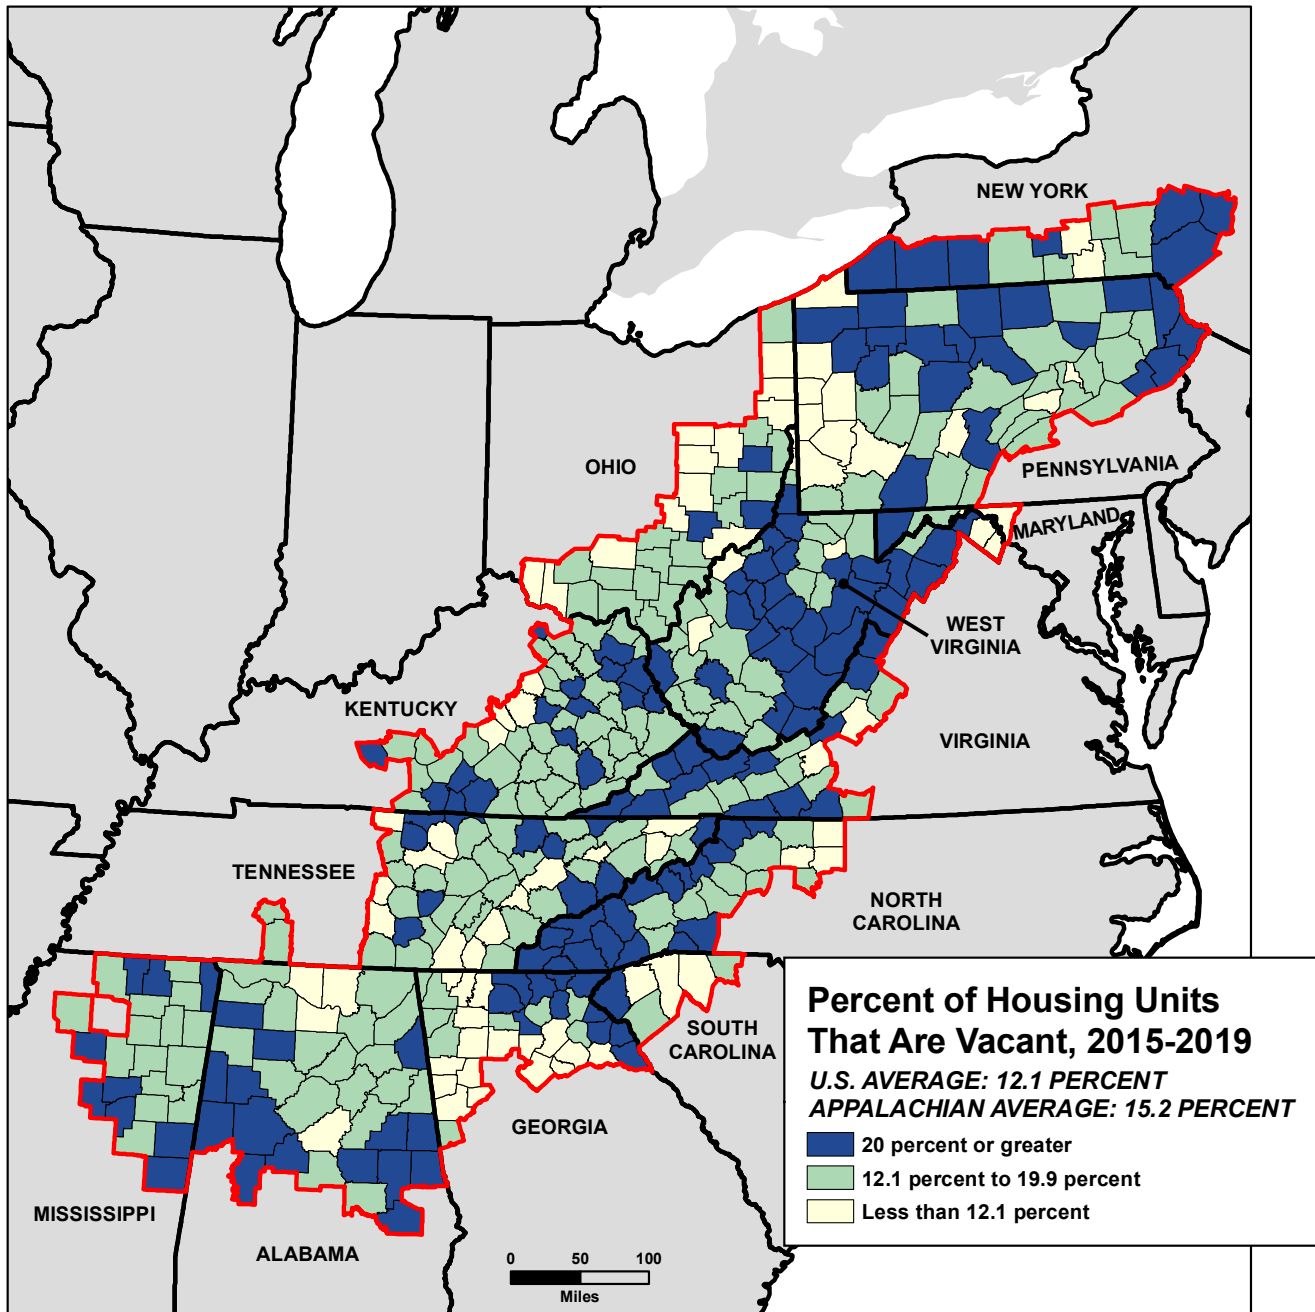 NEW YORK
OHIO
PENNSYLVANIA
MARYLAND
WEST
VIRGINIA
KENTUCKY
VIRGINIA
TENNESSEE
NORTH
CAROLINA
SOUTH
CAROLINA
GEORGIA
MISSISSIPPI
ALABAMA
Percent of Housing Units
That Are Vacant, 2015-2019
U.S. AVERAGE: 12.1 PERCENT
APPALACHIAN AVERAGE: 15.2 PERCENT
20 percent or greater
12.1 percent to 19.9 percent
Less than 12.1 percent
0 50 100
Miles